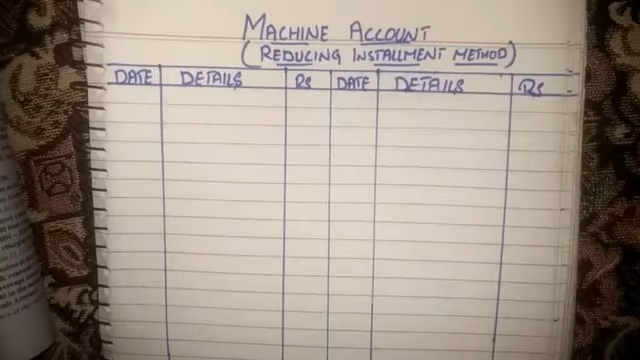 MACHINE ACCOUNT
(REDUCING INSTALLMENT METHOD)
DATE DETAILS RS DATE DETAILS RS